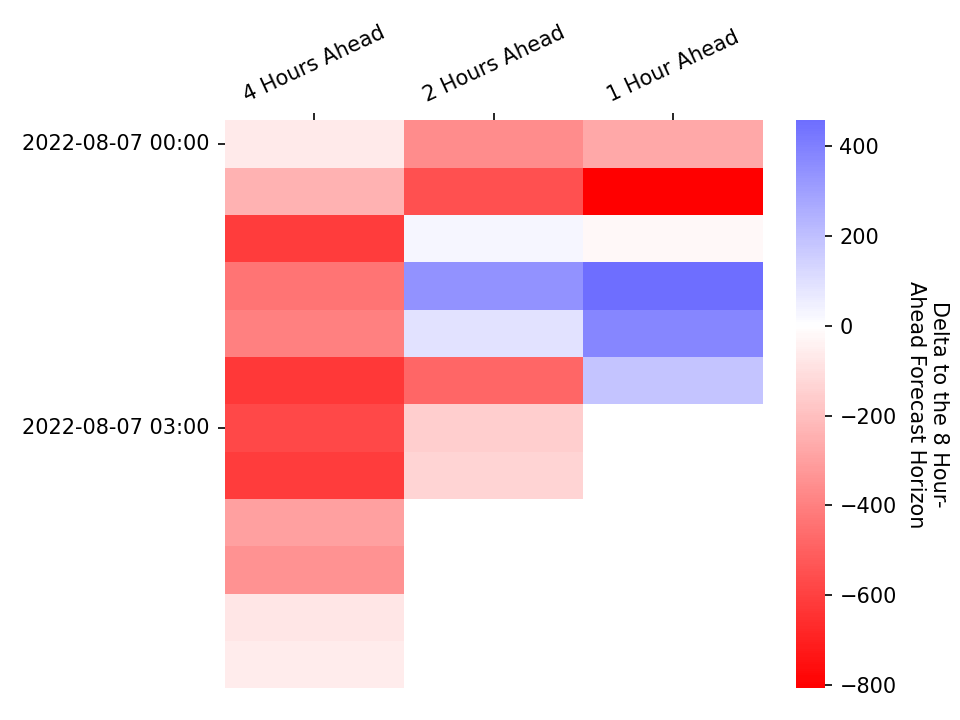 4 Hours Ahead
2 Hours Ahead
1 Hour Ahead
2022-08-07 00:00
2022-08-07 03:00
400
200
0
−200
−400
−600
−800
Delta to the 8 Hour-
Ahead Forecast Horizon